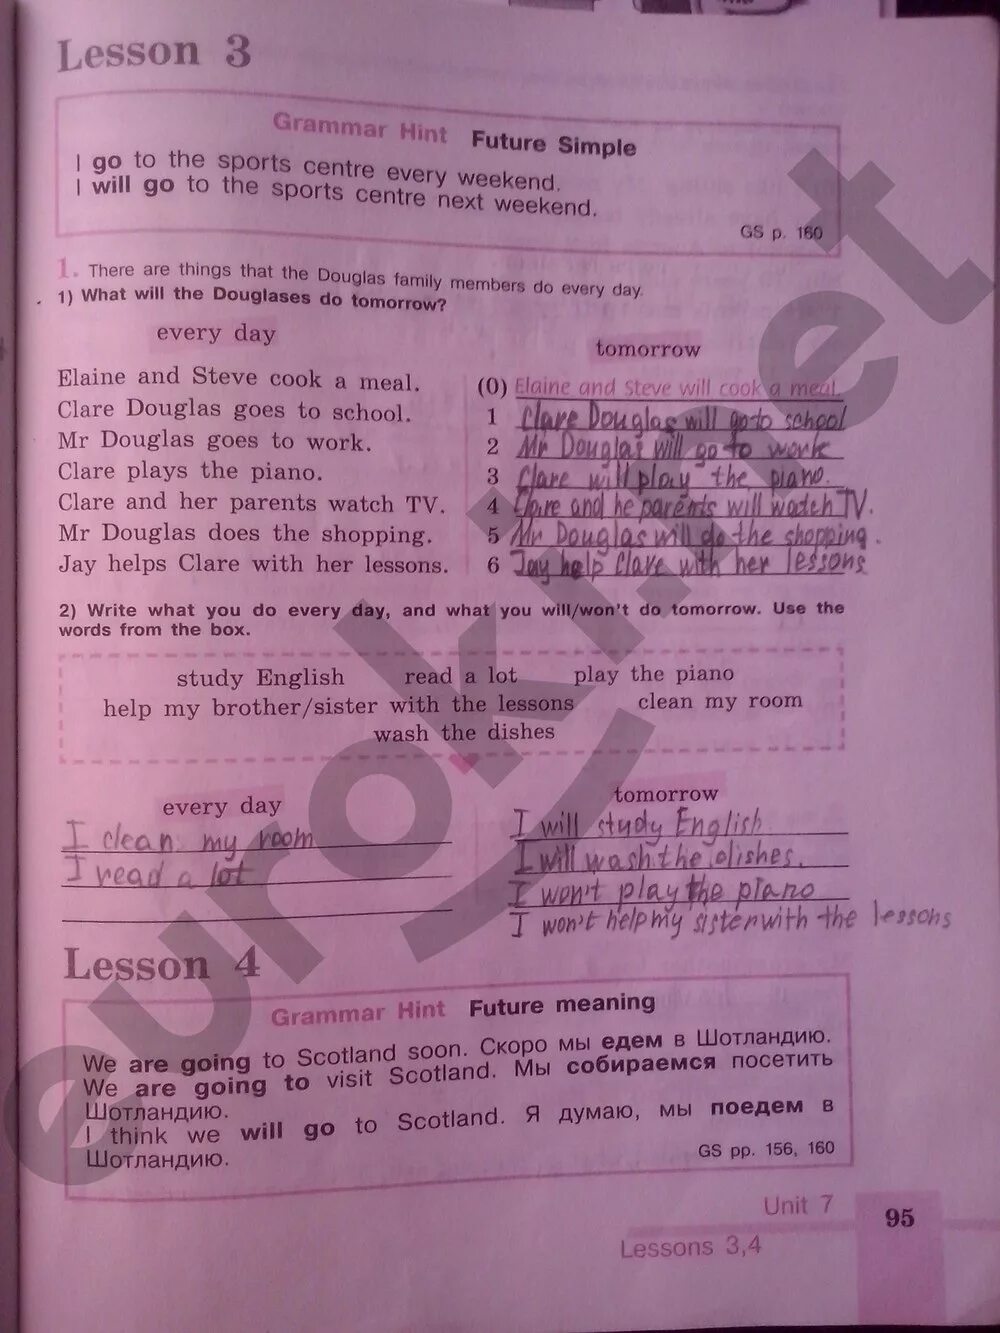 Lesson 3
Grammar Hint Future Simple
I go to the sports centre every weekend.
I will go to the sports centre next weekend.
GS p. 160
1. There are things that the Douglas family members do every day.
1) What will the Douglases do tomorrow?
every day
tomorrow
Elaine and Steve cook a meal.
(0) Elaine and Steve will cook a meal.
Clare Douglas goes to school.
1 Clare Douglas will go to school
Mr Douglas goes to work.
2 Mr Douglas will go to work
Clare plays the piano.
3 Clare will play the piano.
Clare and her parents watch TV.
4 Clare and he parents will watch TV.
Mr Douglas does the shopping.
5 Mr Douglas will do the shopping.
Jay helps Clare with her lessons.
6 Jay help Clare with her lessons
2) Write what you do every day, and what you will/won't do tomorrow. Use the
words from the box.
study English read a lot play the piano
help my brother/sister with the lessons clean my room
wash the dishes
every day
tomorrow
I clean my room
I read a lot
I will study English
I will wash the dishes.
I won't play the piano
I won't help my sister with the lessons
Lesson 4
Grammar Hint Future meaning
We are going to Scotland soon. Скоро мы едем в Шотландию.
We are going to visit Scotland. Мы собираемся посетить
Шотландию.
I think we will go to Scotland. Я думаю, мы поедем в
Шотландию.
GS pp. 156, 160
Unit 7
95
Lessons 3,4
euroki.net